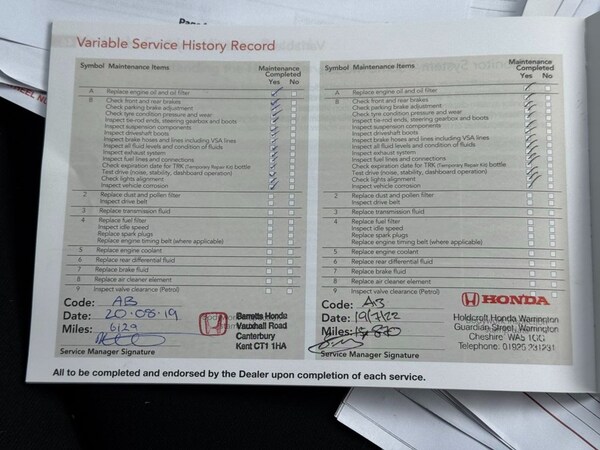 Variable Service History Record
Symbol Maintenance Items Maintenance Completed
Yes No
A Replace engine oil and oil filter
B Check front and rear brakes
Check parking brake adjustment
Check tyre condition pressure and wear
Inspect tie-rod ends, steering gearbox and boots
Inspect suspension components
Inspect driveshaft boots
Inspect brake hoses and lines including VSA lines
Inspect all fluid levels and condition of fluids
Inspect exhaust system
Inspect fuel lines and connections
Check expiration date for TRK (Temporary Repair Kit) bottle
Test drive (noise, stability, dashboard operation)
Check lights alignment
Inspect vehicle corrosion
2 Replace dust and pollen filter
Inspect drive belt
3 Replace transmission fluid
4 Replace fuel filter
Inspect idle speed
Replace spark plugs
Replace engine timing belt (where applicable)
5 Replace engine coolant
6 Replace rear differential fluid
7 Replace brake fluid
8 Replace air cleaner element
9 Inspect valve clearance (Petrol)
Code: AB
Date: 20.08.19
Miles: 6129
Service Manager Signature
Barretts Honda
Vauxhall Road
Canterbury
Kent CT1 1HA
Symbol Maintenance Items Maintenance Completed
Yes No
A Replace engine oil and oil filter
B Check front and rear brakes
Check parking brake adjustment
Check tyre condition pressure and wear
Inspect tie-rod ends, steering gearbox and boots
Inspect suspension components
Inspect driveshaft boots
Inspect brake hoses and lines including VSA lines
Inspect all fluid levels and condition of fluids
Inspect exhaust system
Inspect fuel lines and connections
Check expiration date for TRK (Temporary Repair Kit) bottle
Test drive (noise, stability, dashboard operation)
Check lights alignment
Inspect vehicle corrosion
2 Replace dust and pollen filter
Inspect drive belt
3 Replace transmission fluid
4 Replace fuel filter
Inspect idle speed
Replace spark plugs
Replace engine timing belt (where applicable)
5 Replace engine coolant
6 Replace rear differential fluid
7 Replace brake fluid
8 Replace air cleaner element
9 Inspect valve clearance (Petrol)
Code: AB
Date: 19/7/22
Miles: 870
Service Manager Signature
HONDA
Holdcroft Honda Warrington
Guardian Street, Warrington
Cheshire WA5 1GG
Telephone. 01925 231231
All to be completed and endorsed by the Dealer upon completion of each service.